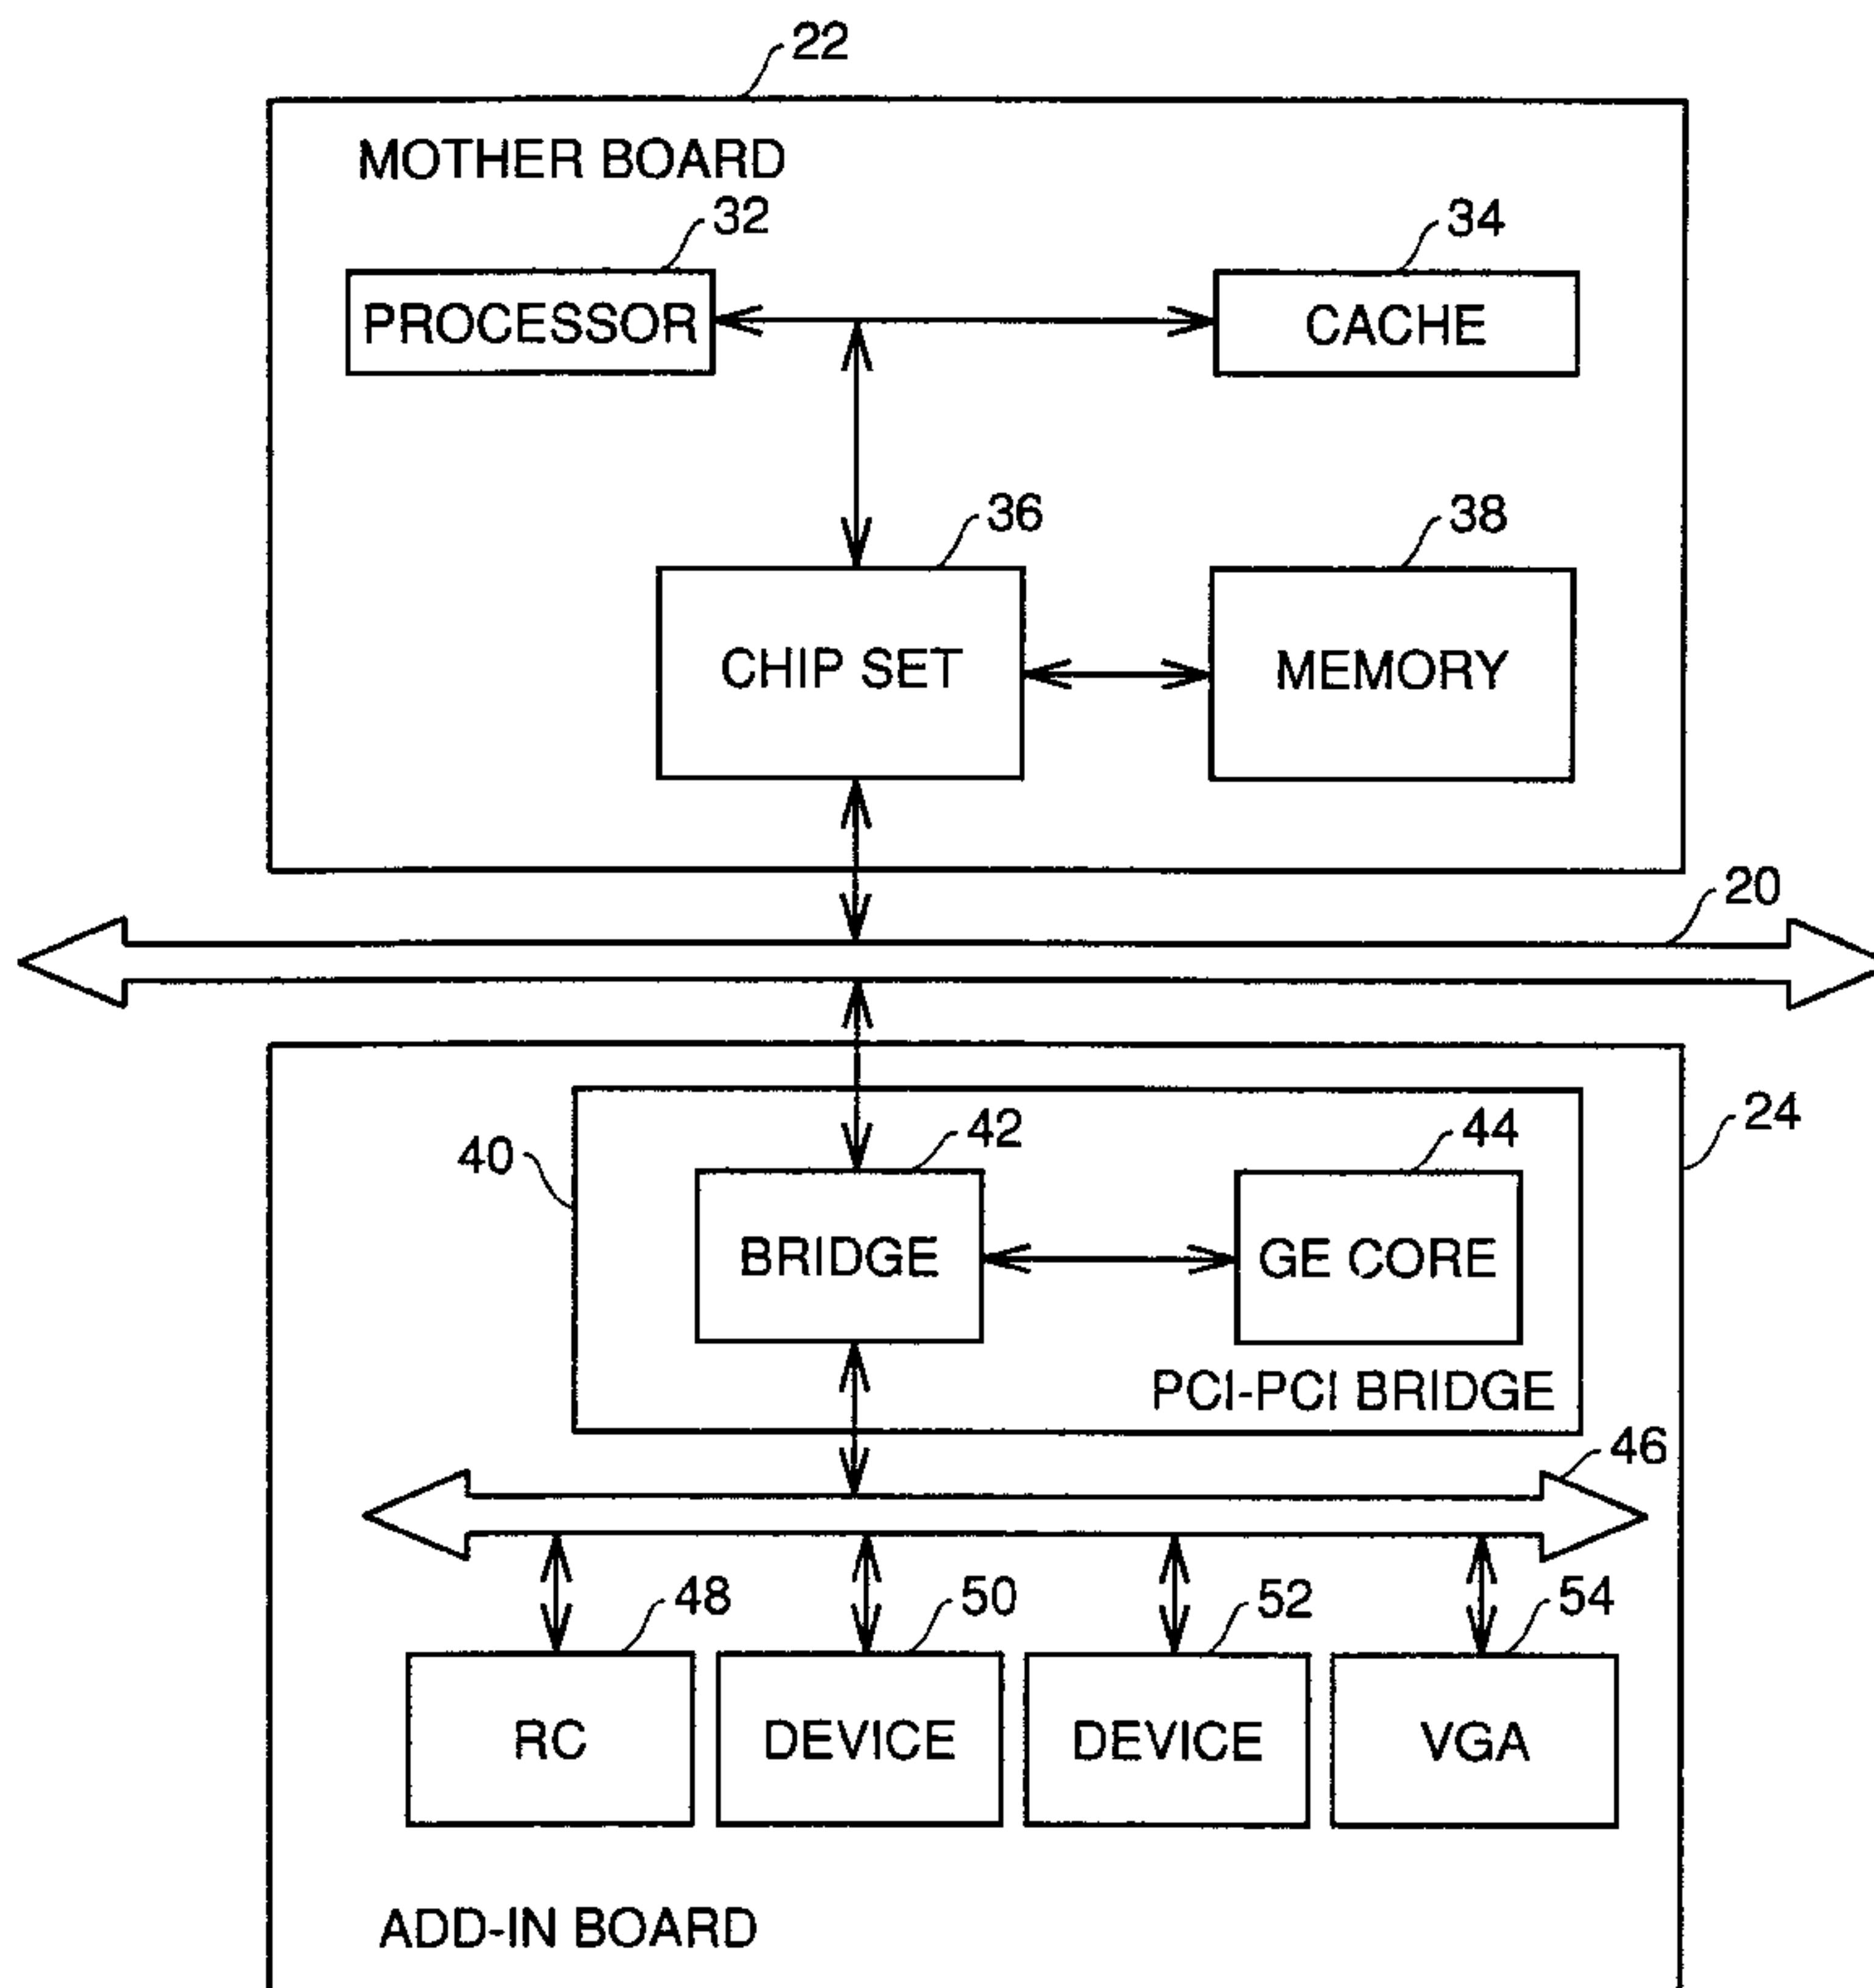 22
MOTHER BOARD
32
34
PROCESSOR
CACHE
36
38
CHIP SET
MEMORY
20
24
40
42
44
BRIDGE
GE CORE
PCI-PCI BRIDGE
46
48
50
52
54
RC
DEVICE
DEVICE
VGA
ADD-IN BOARD